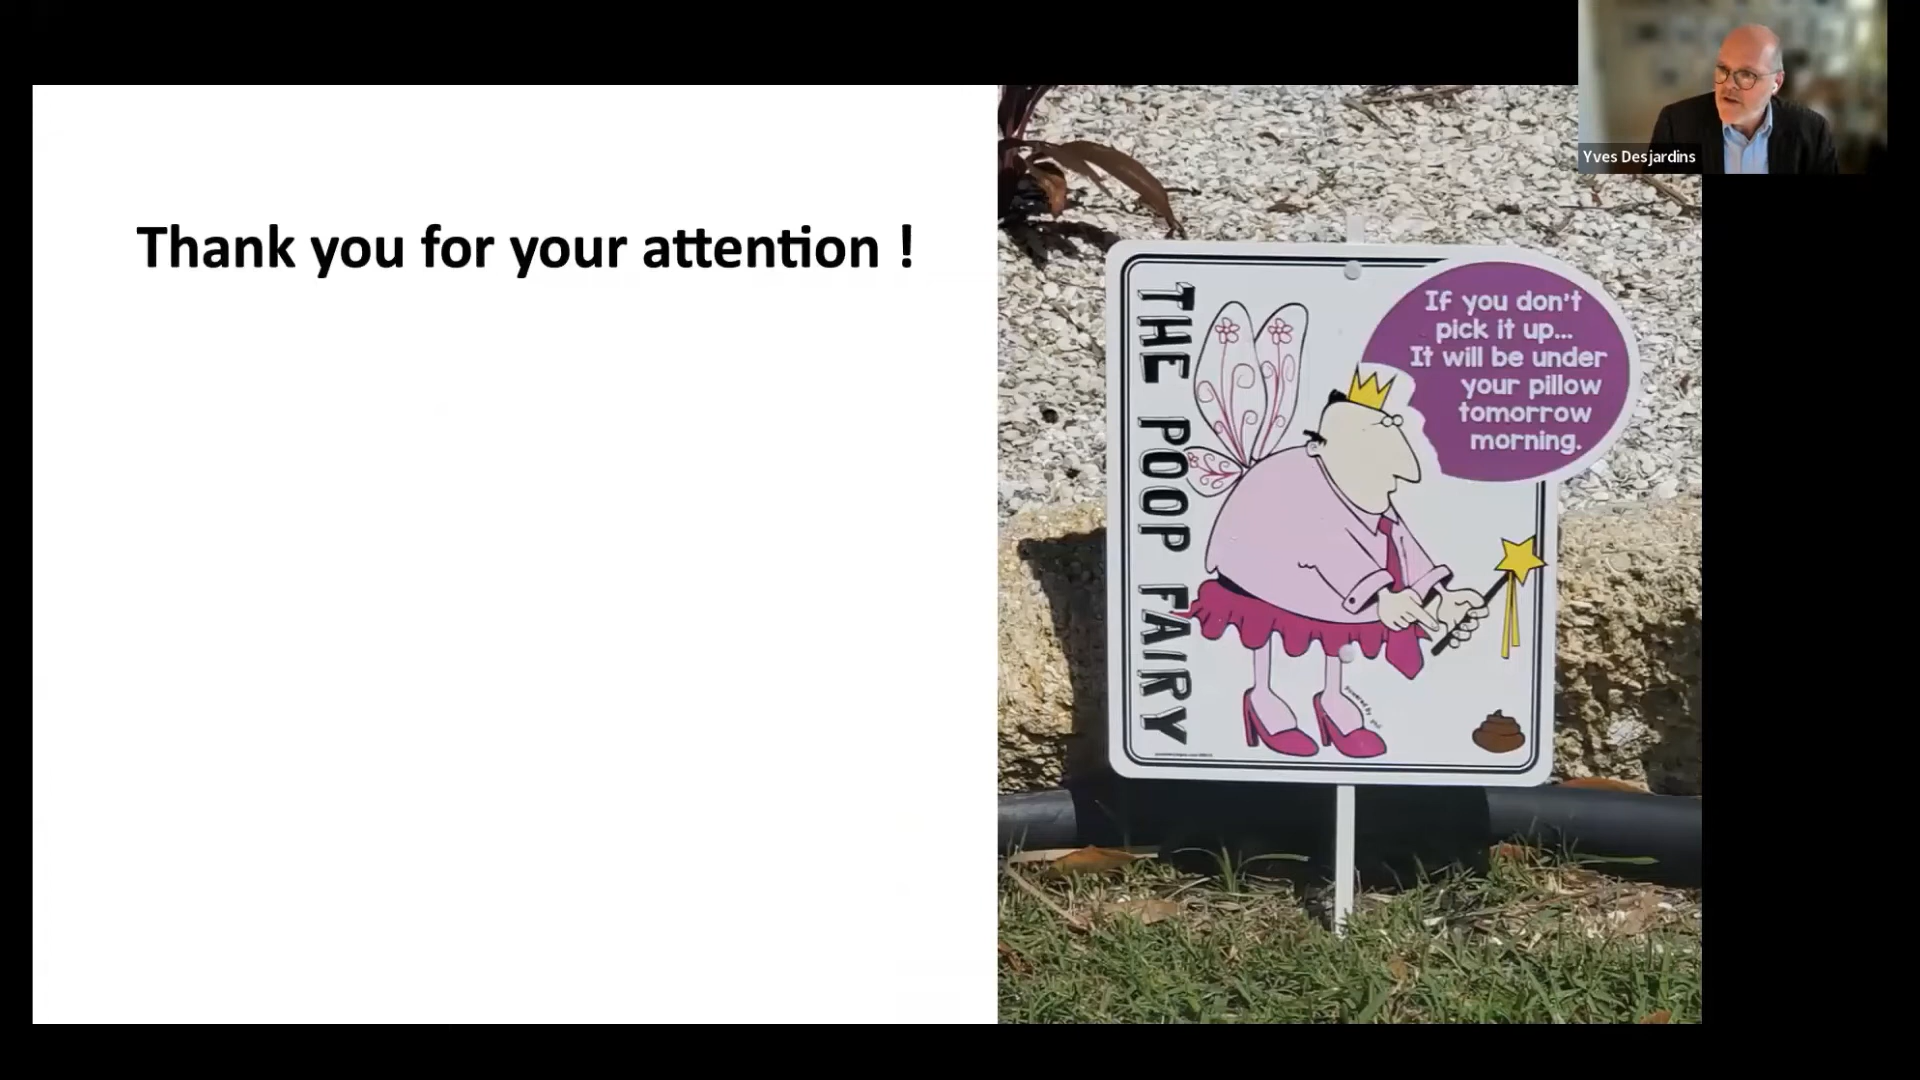 Yves Desjardins
Thank you for your attention !
THE POOP FAIRY
If you don't
pick it up...
It will be under
your pillow
tomorrow
morning.